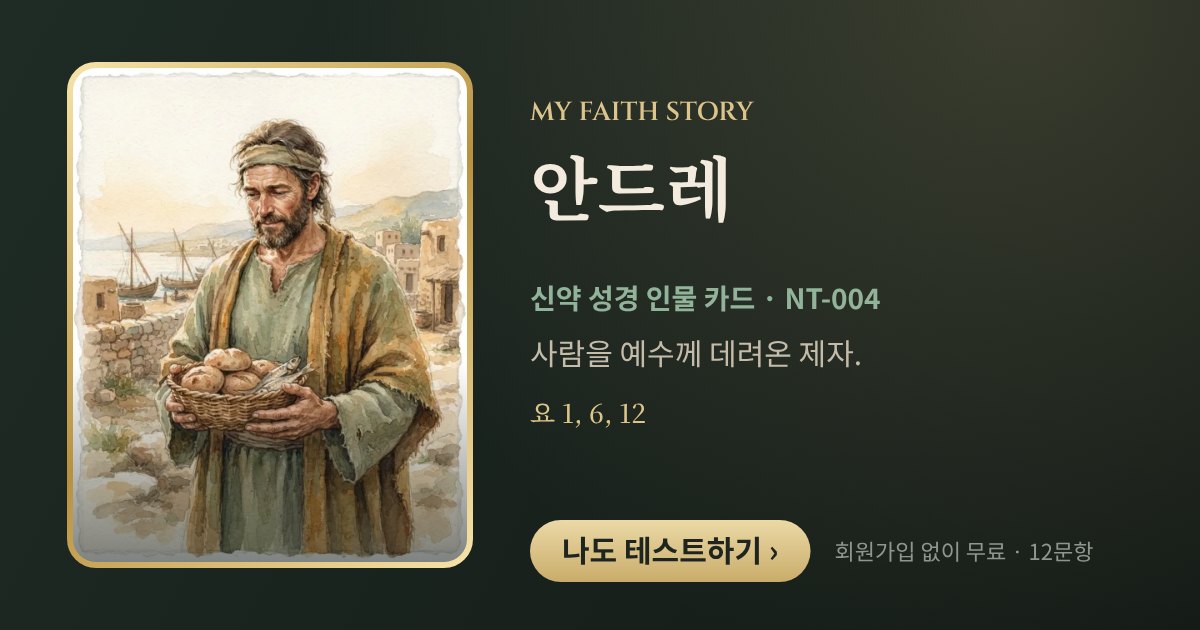 MY FAITH STORY
안드레
신약 성경 인물 카드 · NT-004
사람을 예수께 데려온 제자.
요 1, 6, 12
나도 테스트하기 ›
회원가입 없이 무료 · 12문항